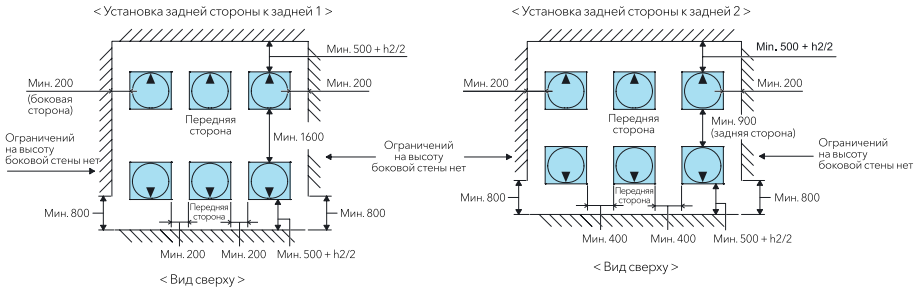 < Установка задней стороны к задней 1 >
Мин. 500 + h2/2
Мин. 200
(боковая
сторона)
Мин. 200
Передняя
сторона
Мин. 1600
Ограничений
на высоту
боковой стены нет
Ограничений
на высоту
боковой стены нет
Мин. 800
Передняя
сторона
Мин. 800
Мин. 200
Мин. 200
Мин. 500 + h2/2
< Вид сверху >
< Установка задней стороны к задней 2 >
Min. 500 + h2/2
Мин. 200
Мин. 200
Передняя
сторона
Мин. 900
(задняя сторона)
Ограничений
на высоту
боковой стены нет
Мин. 800
Передняя
сторона
Мин. 800
Мин. 400
Мин. 400
Мин. 500 + h2/2
< Вид сверху >